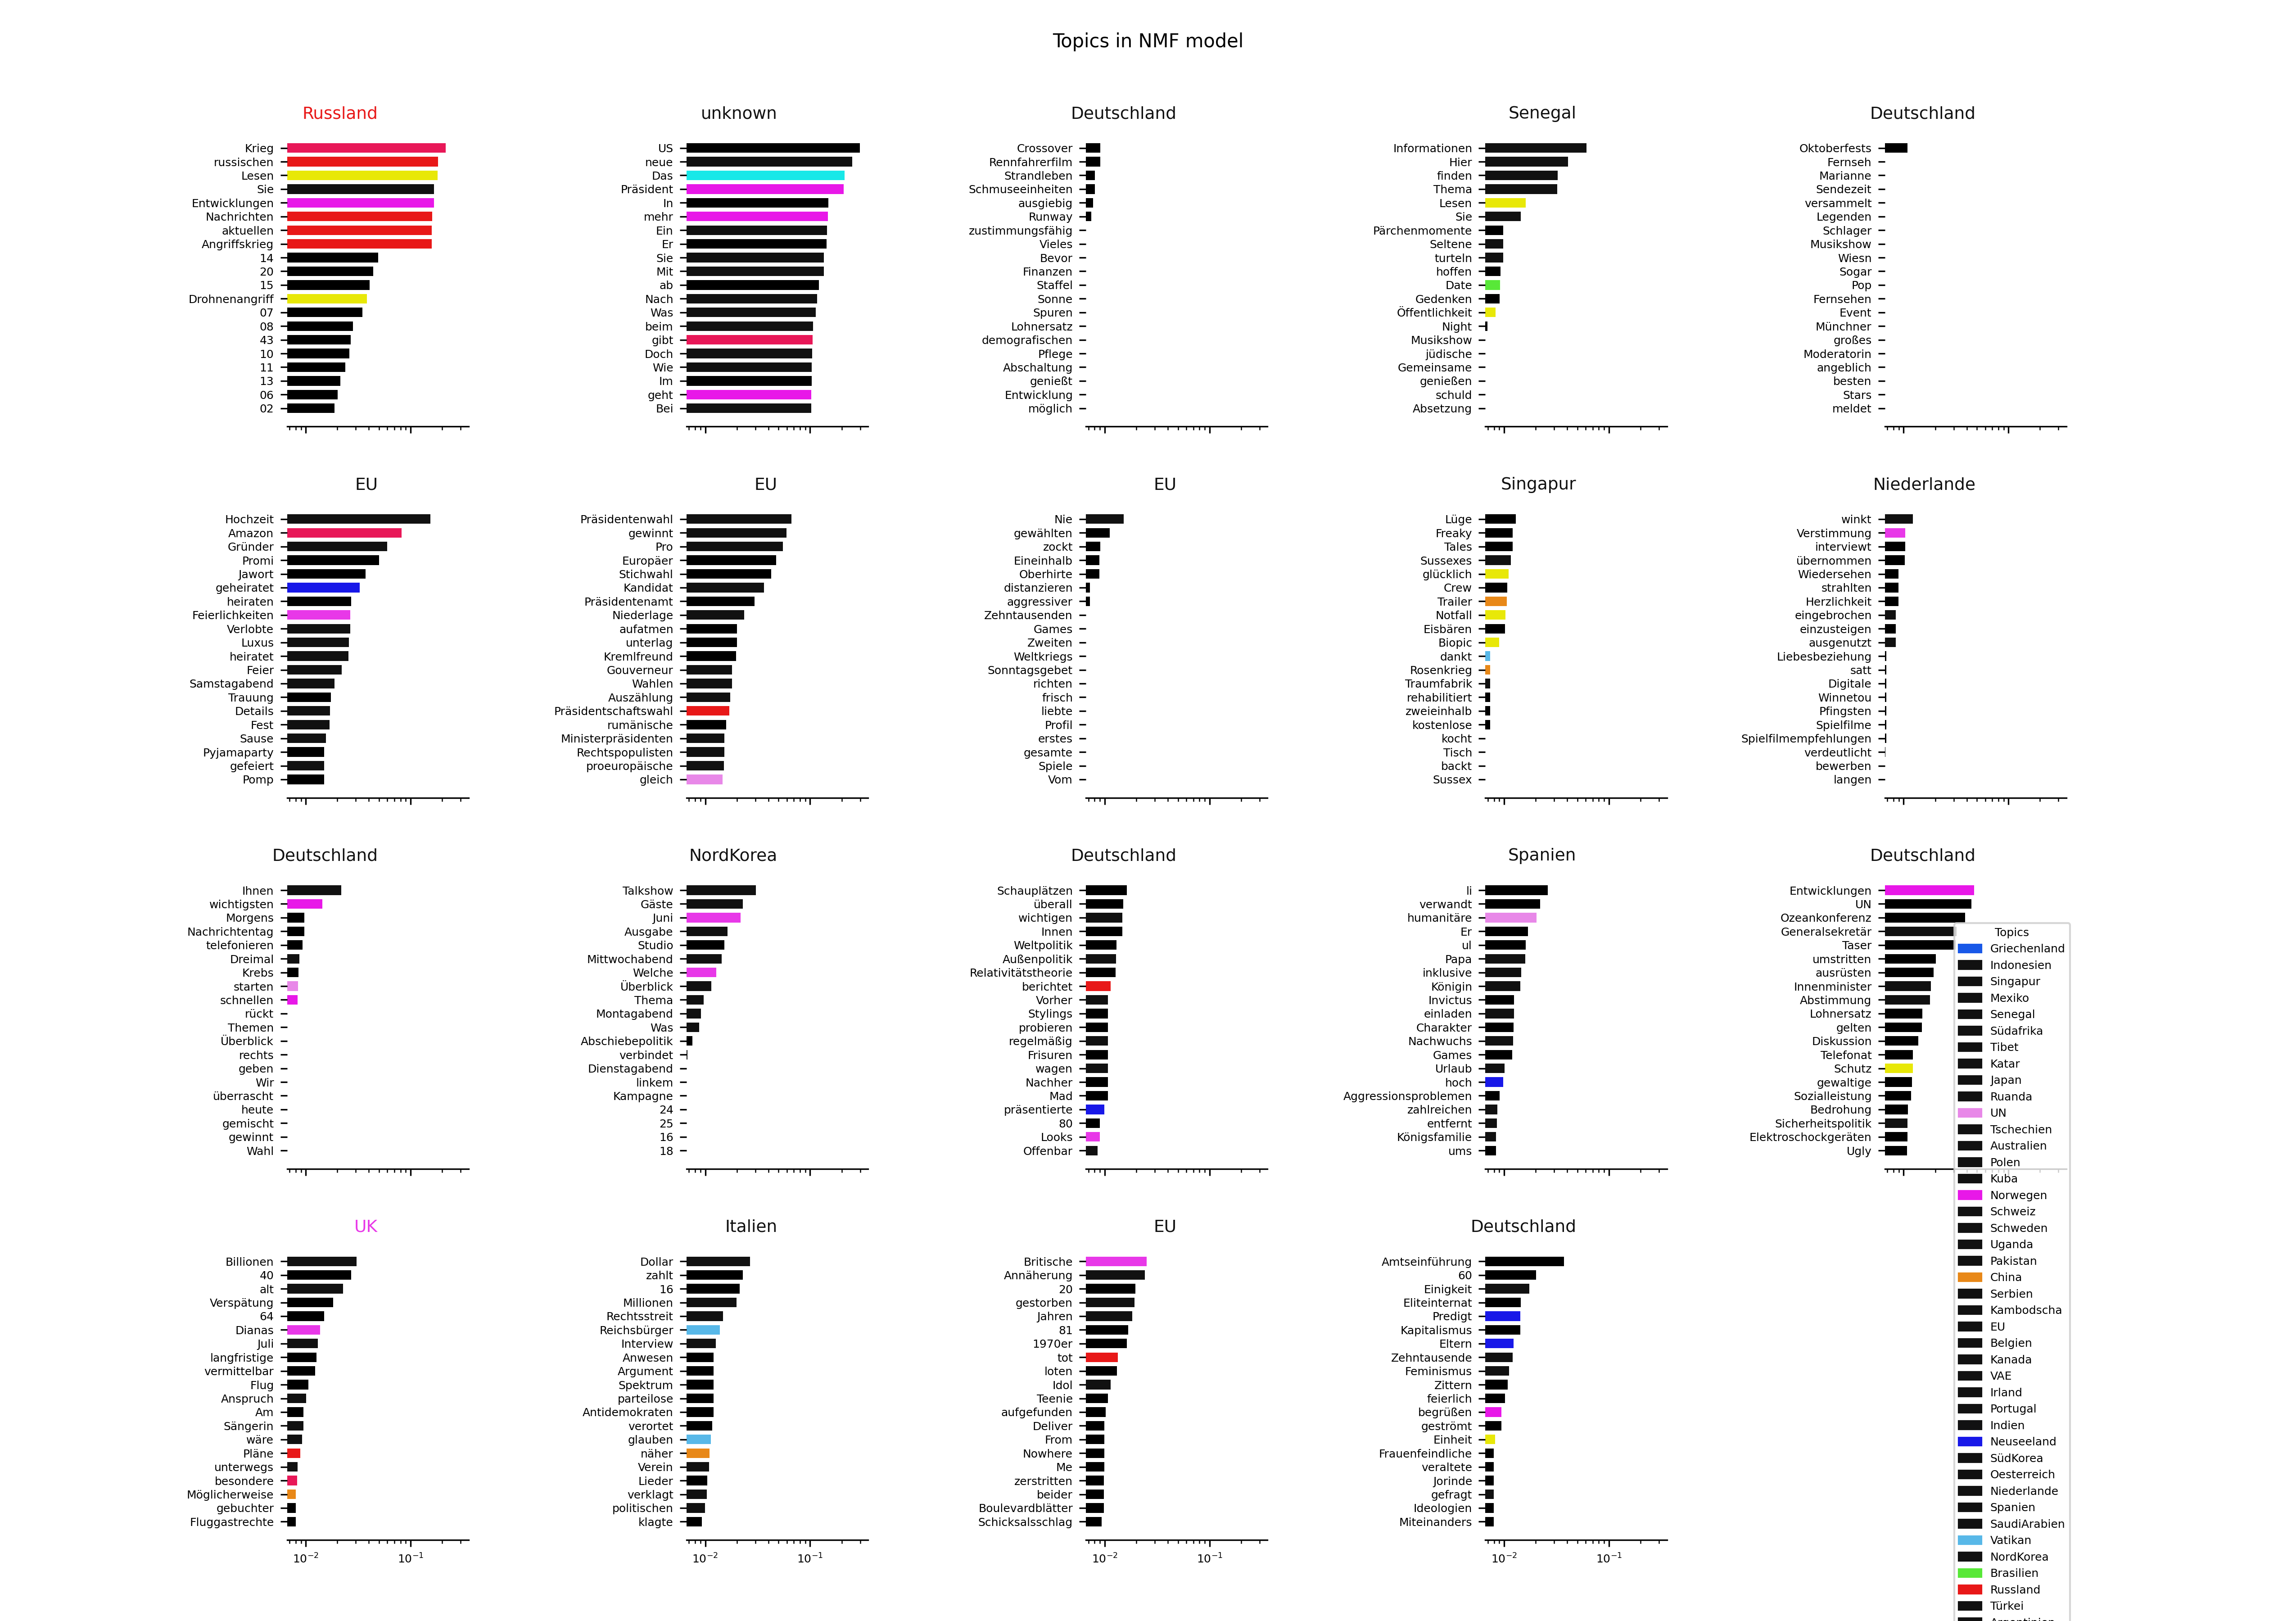 Topics in NMF model
Russland
Krieg
russischen
Lesen
Sie
Entwicklungen
Nachrichten
aktuellen
Angriffskrieg
14
20
15
Drohnenangriff
07
08
43
10
11
13
06
02
unknown
US
neue
Das
Präsident
In
mehr
Ein
Er
Sie
Mit
ab
Nach
Was
beim
gibt
Doch
Wie
Im
geht
Bei
Deutschland
Crossover
Rennfahrerfilm
Strandleben
Schmuseeinheiten
ausgiebig
Runway
zustimmungsfähig
Vieles
Bevor
Finanzen
Staffel
Sonne
Spuren
Lohnersatz
demografischen
Pflege
Abschaltung
genießt
Entwicklung
möglich
Senegal
Informationen
Hier
finden
Thema
Lesen
Sie
Pärchenmomente
Seltene
turteln
hoffen
Date
Gedenken
Öffentlichkeit
Night
Musikshow
jüdische
Gemeinsame
genießen
schuld
Absetzung
Deutschland
Oktoberfests
Fernseh
Marianne
Sendezeit
versammelt
Legenden
Schlager
Musikshow
Wiesn
Sogar
Pop
Fernsehen
Event
Münchner
großes
Moderatorin
angeblich
besten
Stars
meldet
EU
Hochzeit
Amazon
Gründer
Promi
Jawort
geheiratet
heiraten
Feierlichkeiten
Verlobte
Luxus
heiratet
Feier
Samstagabend
Trauung
Details
Fest
Sause
Pyjamaparty
gefeiert
Pomp
EU
Präsidentenwahl
gewinnt
Pro
Europäer
Stichwahl
Kandidat
Präsidentenamt
Niederlage
aufatmen
unterlag
Kremlfreund
Gouverneur
Wahlen
Auszählung
Präsidentschaftswahl
rumänische
Ministerpräsidenten
Rechtspopulisten
proeuropäische
gleich
EU
Nie
gewählten
zockt
Eineinhalb
Oberhirte
distanzieren
aggressiver
Zehntausenden
Games
Zweiten
Weltkriegs
Sonntagsgebet
richten
frisch
liebte
Profil
erstes
gesamte
Spiele
Vom
Singapur
Lüge
Freaky
Tales
Sussexes
glücklich
Crew
Trailer
Notfall
Eisbären
Biopic
dankt
Rosenkrieg
Traumfabrik
rehabilitiert
zweieinhalb
kostenlose
kocht
Tisch
backt
Sussex
Niederlande
winkt
Verstimmung
interviewt
übernommen
Wiedersehen
strahlten
Herzlichkeit
eingebrochen
einzusteigen
ausgenutzt
Liebesbeziehung
satt
Digitale
Winnetou
Pfingsten
Spielfilme
Spielfilmempfehlungen
verdeutlicht
bewerben
langen
Deutschland
Ihnen
wichtigsten
Morgens
Nachrichtentag
telefonieren
Dreimal
Krebs
starten
schnellen
rückt
Themen
Überblick
rechts
geben
Wir
überrascht
heute
gemischt
gewinnt
Wahl
NordKorea
Talkshow
Gäste
Juni
Ausgabe
Studio
Mittwochabend
Welche
Überblick
Thema
Montagabend
Was
Abschiebepolitik
verbindet
Dienstagabend
linkem
Kampagne
24
25
16
18
Deutschland
Schauplätzen
überall
wichtigen
Innen
Weltpolitik
Außenpolitik
Relativitätstheorie
berichtet
Vorher
Stylings
probieren
regelmäßig
Frisuren
wagen
Nachher
Mad
präsentierte
80
Looks
Offenbar
Spanien
li
verwandt
humanitäre
Er
ul
Papa
inklusive
Königin
Invictus
einladen
Charakter
Nachwuchs
Games
Urlaub
hoch
Aggressionsproblemen
zahlreichen
entfernt
Königsfamilie
ums
Deutschland
Entwicklungen
UN
Ozeankonferenz
Generalsekretär
Taser
umstritten
ausrüsten
Innenminister
Abstimmung
Lohnersatz
gelten
Diskussion
Telefonat
Schutz
gewaltige
Sozialleistung
Bedrohung
Sicherheitspolitik
Elektroschockgeräten
Ugly
UK
Billionen
40
alt
Verspätung
64
Dianas
Juli
langfristige
vermittelbar
Flug
Anspruch
Am
Sängerin
wäre
Pläne
unterwegs
besondere
Möglicherweise
gebuchter
Fluggastrechte
10⁻² 10⁻¹
Italien
Dollar
zahlt
16
Millionen
Rechtsstreit
Reichsbürger
Interview
Anwesen
Argument
Spektrum
parteilose
Antidemokraten
verortet
glauben
näher
Verein
Lieder
verklagt
politischen
klagte
10⁻² 10⁻¹
EU
Britische
Annäherung
20
gestorben
Jahren
81
1970er
tot
loten
Idol
Teenie
aufgefunden
Deliver
From
Nowhere
Me
zerstritten
beider
Boulevardblätter
Schicksalsschlag
10⁻² 10⁻¹
Deutschland
Amtseinführung
60
Einigkeit
Eliteinternat
Predigt
Kapitalismus
Eltern
Zehntausende
Feminismus
Zittern
feierlich
begrüßen
geströmt
Einheit
Frauenfeindliche
veraltete
Jorinde
gefragt
Ideologien
Miteinanders
10⁻² 10⁻¹
Topics
Griechenland
Indonesien
Singapur
Mexiko
Senegal
Südafrika
Tibet
Katar
Japan
Ruanda
UN
Tschechien
Australien
Polen
Kuba
Norwegen
Schweiz
Schweden
Uganda
Pakistan
China
Serbien
Kambodscha
EU
Belgien
Kanada
VAE
Irland
Portugal
Indien
Neuseeland
SüdKorea
Oesterreich
Niederlande
Spanien
SaudiArabien
Vatikan
NordKorea
Brasilien
Russland
Türkei